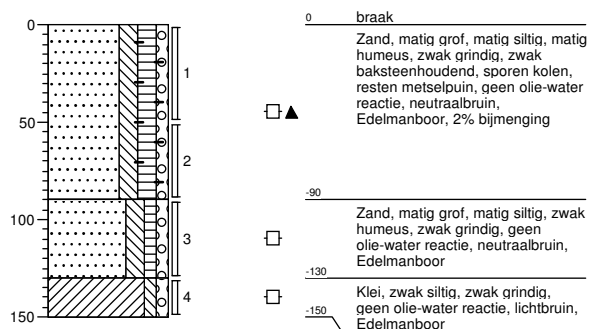 0
50
100
150
1
2
3
4
0 braak
Zand, matig grof, matig siltig, matig
humeus, zwak grindig, zwak
baksteenhoudend, sporen kolen,
resten metselpuin, geen olie-water
reactie, neutraalbruin,
Edelmanboor, 2% bijmenging
-90
Zand, matig grof, matig siltig, zwak
humeus, zwak grindig, geen
olie-water reactie, neutraalbruin,
Edelmanboor
-130
Klei, zwak siltig, zwak grindig,
geen olie-water reactie, lichtbruin,
Edelmanboor
-150